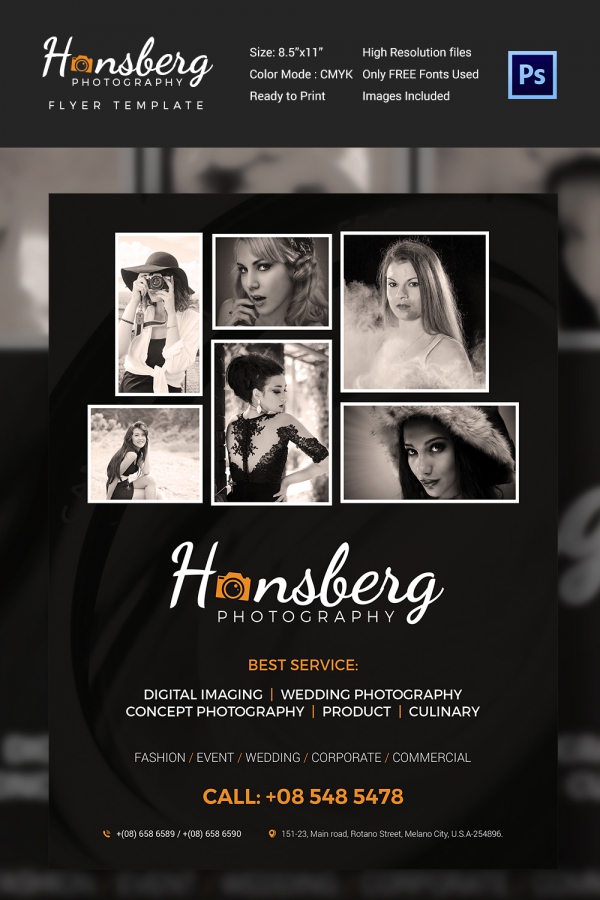 Hansberg
PHOTOGRAPHY
FLYER TEMPLATE
Size: 8.5”x11”
Color Mode : CMYK
Ready to Print
High Resolution files
Only FREE Fonts Used
Images Included
Ps
Hansberg
PHOTOGRAPHY
BEST SERVICE:
DIGITAL IMAGING | WEDDING PHOTOGRAPHY
CONCEPT PHOTOGRAPHY | PRODUCT | CULINARY
FASHION / EVENT / WEDDING / CORPORATE / COMMERCIAL
CALL: +08 548 5478
+(08) 658 6589 / +(08) 658 6590
151-23, Main road, Rotano Street, Melano City, U.S.A-254896.